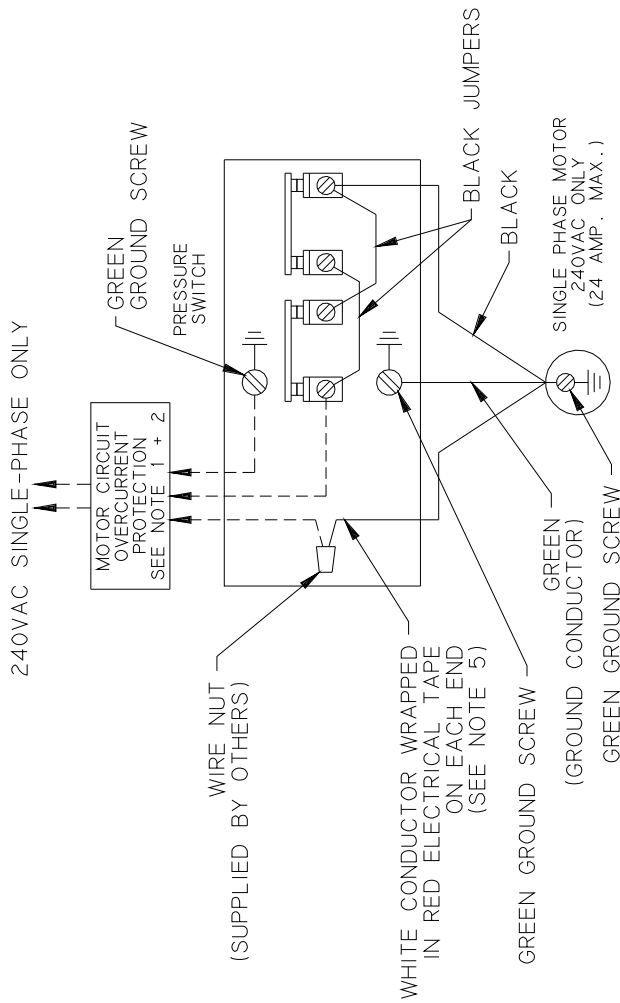 240VAC SINGLE-PHASE ONLY
MOTOR CIRCUIT
OVERCURRENT
PROTECTION
SEE NOTE 1 + 2
GREEN
GROUND SCREW
PRESSURE
SWITCH
WIRE NUT
(SUPPLIED BY OTHERS)
WHITE CONDUCTOR WRAPPED
IN RED ELECTRICAL TAPE
ON EACH END
(SEE NOTE 5)
BLACK JUMPERS
BLACK
GREEN GROUND SCREW
SINGLE PHASE MOTOR
240VAC ONLY
(24 AMP. MAX.)
GREEN
(GROUND CONDUCTOR)
GREEN GROUND SCREW